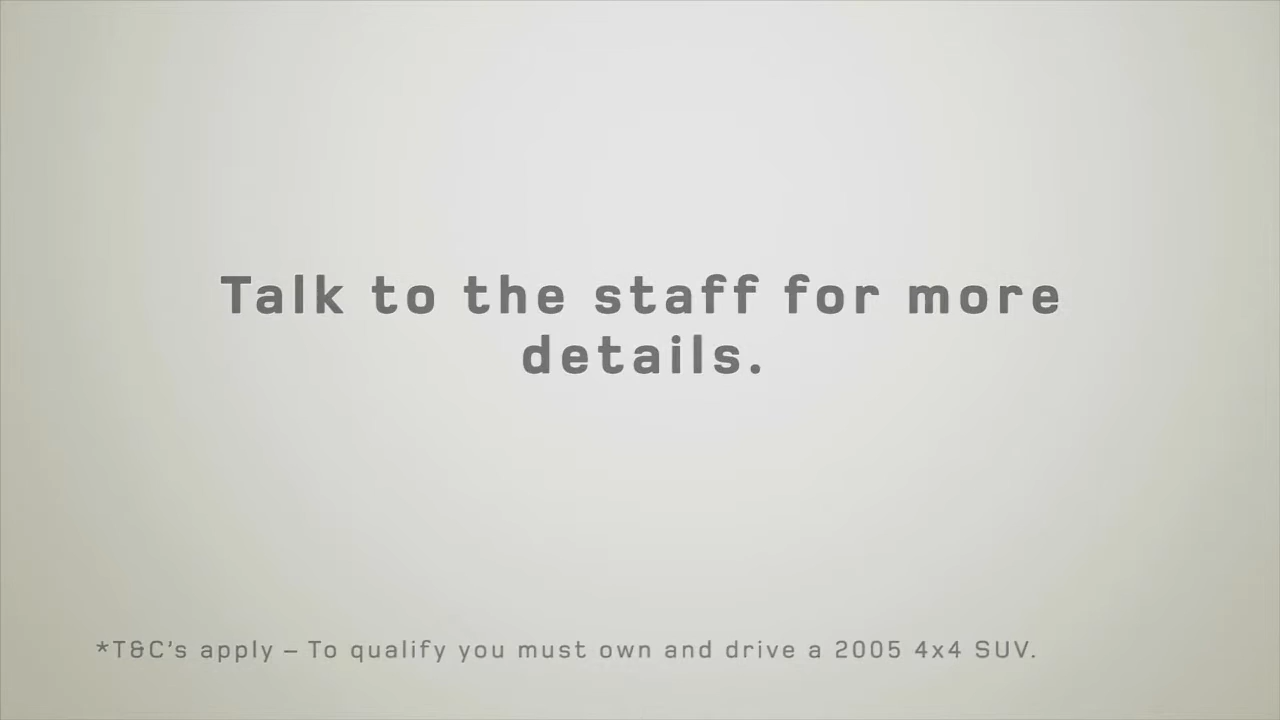 Talk to the staff for more
details.
*T&C's apply – To qualify you must own and drive a 2005 4x4 SUV.